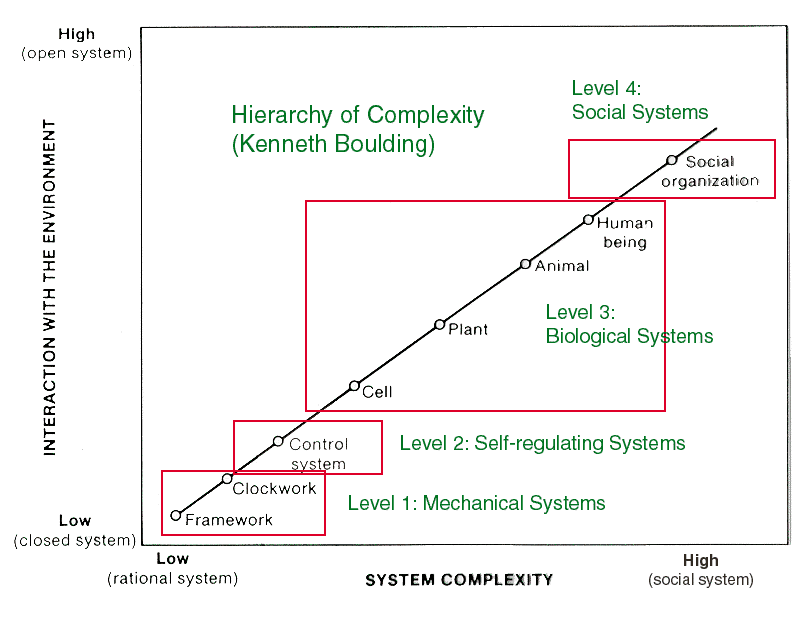 High
(open system)
Level 4:
Social Systems
Hierarchy of Complexity
(Kenneth Boulding)
INTERACTION WITH THE ENVIRONMENT
Social
organization
Human
being
Animal
Level 3:
Biological Systems
Plant
Cell
Control
system
Level 2: Self-regulating Systems
Clockwork
Level 1: Mechanical Systems
Framework
Low
(closed system)
Low
(rational system)
SYSTEM COMPLEXITY
High
(social system)